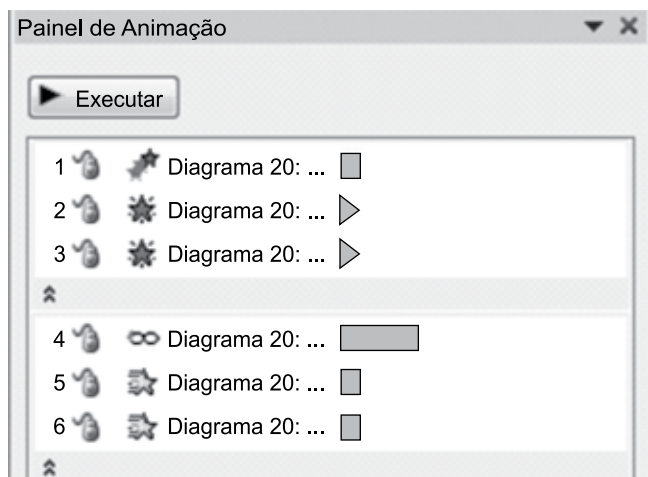 Painel de Animação
Executar
1 Diagrama 20: ...
2 Diagrama 20: ...
3 Diagrama 20: ...
4 Diagrama 20: ...
5 Diagrama 20: ...
6 Diagrama 20: ...